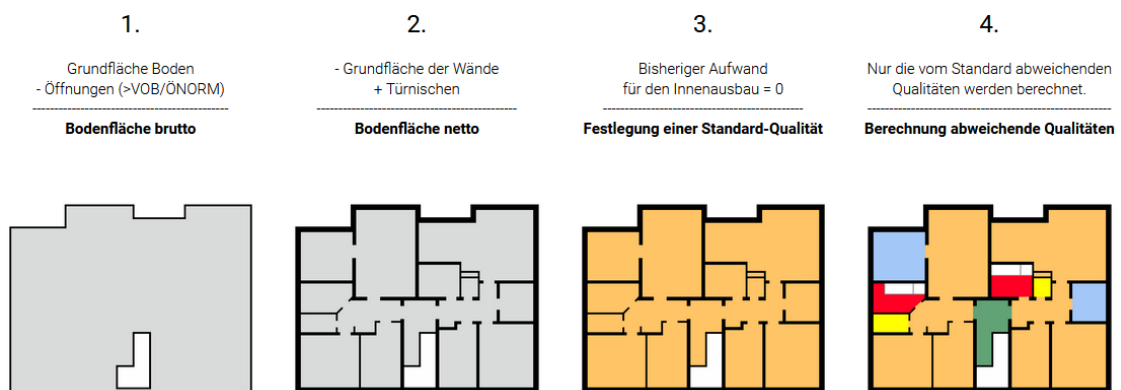 1.
Grundfläche Boden
- Öffnungen (>VOB/ÖNORM)
Bodenfläche brutto
2.
- Grundfläche der Wände
+ Türnischen
Bodenfläche netto
3.
Bisheriger Aufwand
für den Innenausbau = 0
Festlegung einer Standard-Qualität
4.
Nur die vom Standard abweichenden
Qualitäten werden berechnet.
Berechnung abweichende Qualitäten